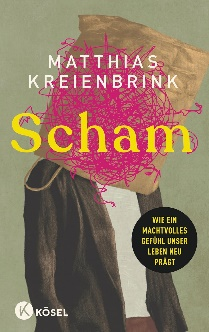 MATTHIAS
KREIENBRINK
Scham
WIE EIN
MACHTVOLLES
GEFÜHL UNSER
LEBEN NEU
PRÄGT
KÖSEL